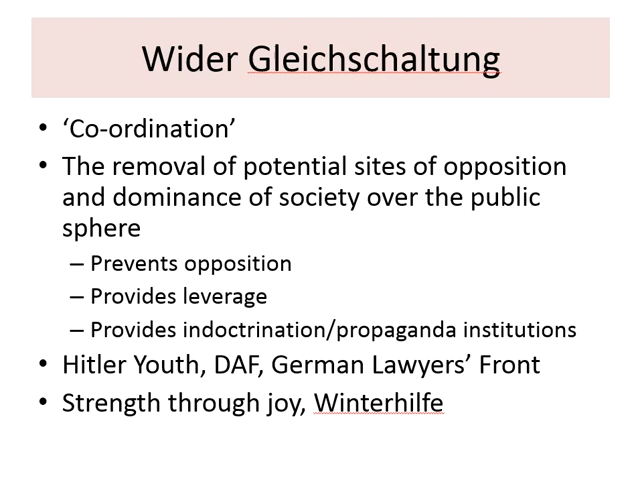 Wider Gleichschaltung
• ‘Co-ordination’
• The removal of potential sites of opposition
and dominance of society over the public
sphere
– Prevents opposition
– Provides leverage
– Provides indoctrination/propaganda institutions
• Hitler Youth, DAF, German Lawyers’ Front
• Strength through joy, Winterhilfe